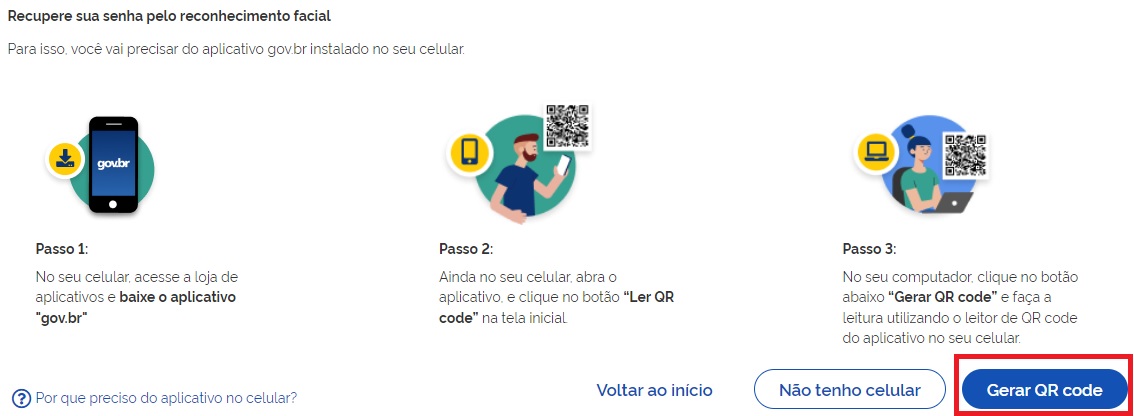 Recupere sua senha pelo reconhecimento facial
Para isso, você vai precisar do aplicativo gov.br instalado no seu celular.
gov.br
Passo 1:
No seu celular, acesse a loja de
aplicativos e baixe o aplicativo
"gov.br"
Passo 2:
Ainda no seu celular, abra o
aplicativo, e clique no botão “Ler QR
code” na tela inicial.
Passo 3:
No seu computador, clique no botão
abaixo “Gerar QR code” e faça a
leitura utilizando o leitor de QR code
do aplicativo no seu celular.
? Por que preciso do aplicativo no celular?
Voltar ao início
Não tenho celular
Gerar QR code